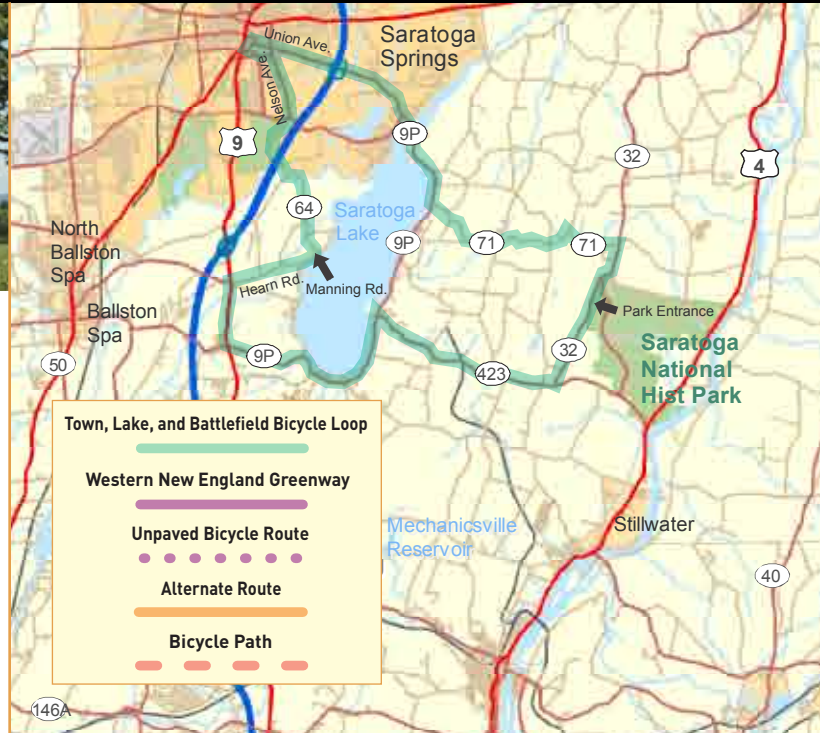 Union Ave.
Saratoga
Springs
Nelson Ave.
9P
9
32
4
64
Saratoga
Lake
9P
71
71
North
Ballston
Spa
Hearn Rd.
Manning Rd.
Park Entrance
Ballston
Spa
Saratoga
National
Hist Park
50
9P
32
423
Town, Lake, and Battlefield Bicycle Loop
Western New England Greenway
Unpaved Bicycle Route
Alternate Route
Bicycle Path
Mechanicsville
Reservoir
Stillwater
40
146A